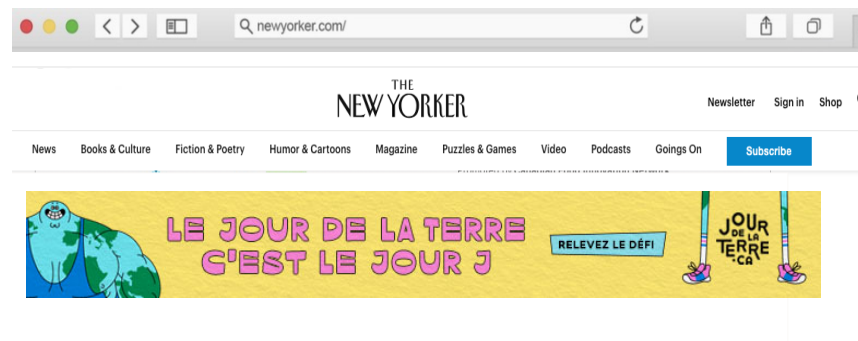 newyorker.com/
THE
NEW YORKER
Newsletter Sign in Shop
News Books & Culture Fiction & Poetry Humor & Cartoons Magazine Puzzles & Games Video Podcasts Goings On Subscribe
LE JOUR DE LA TERRE
C'EST LE JOUR J
RELEVEZ LE DÉFI
JOUR
DE LA
TERRE
.CA